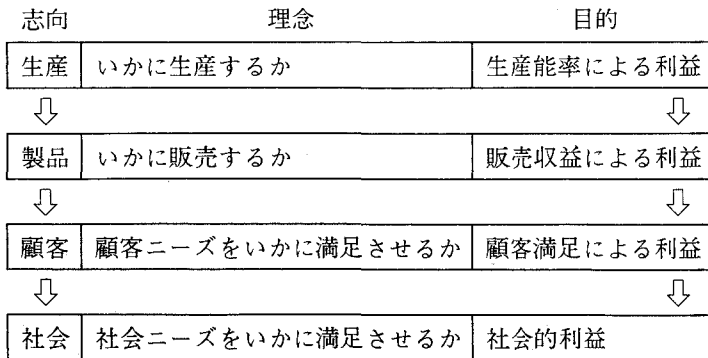 志向 理念 目的
生産 いかに生産するか 生産能率による利益
⇩ ⇩
製品 いかに販売するか 販売収益による利益
⇩ ⇩
顧客 顧客ニーズをいかに満足させるか 顧客満足による利益
⇩ ⇩
社会 社会ニーズをいかに満足させるか 社会的利益